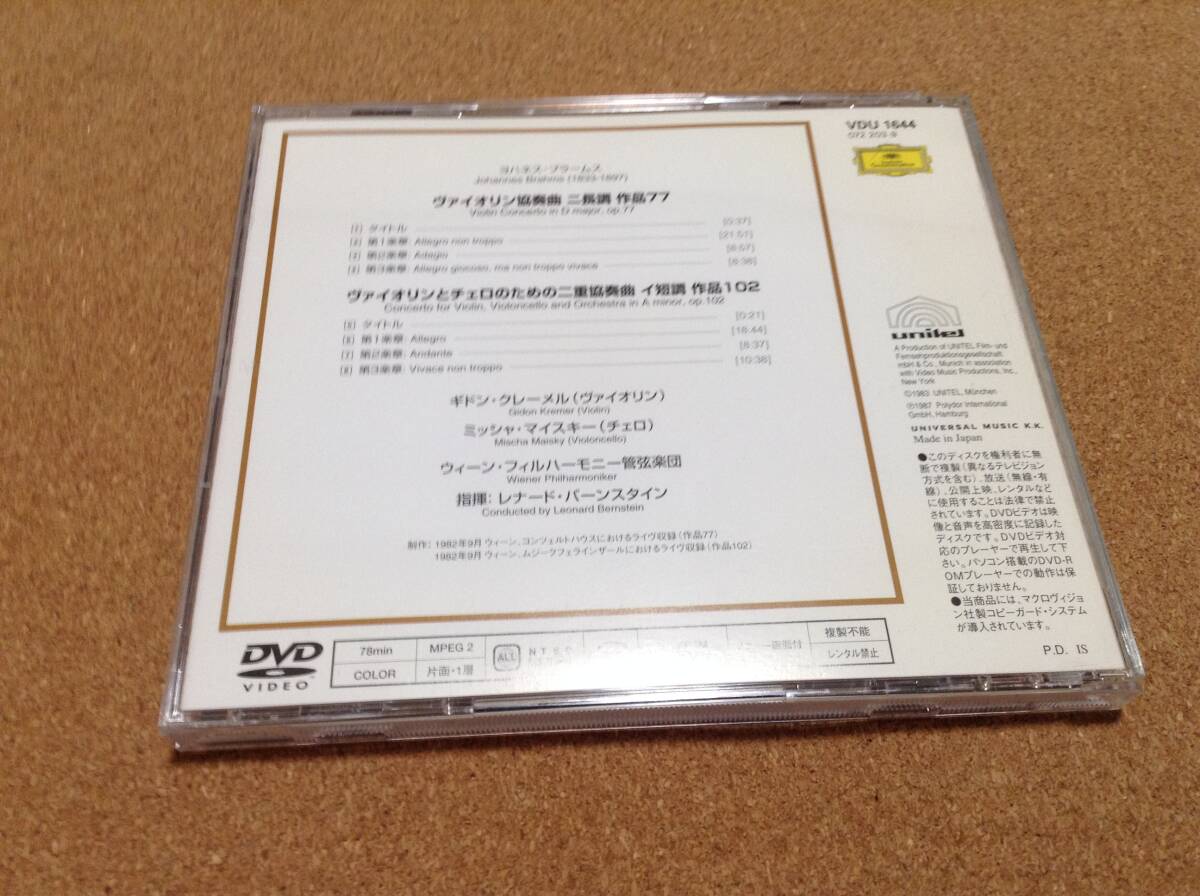 ヨハネス・ブラームス
Johannes Brahms (1833-1897)
ヴァイオリン協奏曲 ニ長調 作品77
Violin Concerto in D major, op.77
[1] タイトル [0:37]
[2] 第1楽章: Allegro non troppo [21:51]
[3] 第2楽章: Adagio [8:57]
[4] 第3楽章: Allegro giocoso, ma non troppo vivace [8:38]
ヴァイオリンとチェロのための二重協奏曲 イ短調 作品102
Concerto for Violin, Violoncello and Orchestra in A minor, op.102
[5] タイトル [0:21]
[6] 第1楽章: Allegro [16:44]
[7] 第2楽章: Andante [8:37]
[8] 第3楽章: Vivace non troppo [10:38]
ギドン・クレーメル(ヴァイオリン)
Gidon Kremer (Violin)
ミッシャ・マイスキー(チェロ)
Mischa Maisky (Violoncello)
ウィーン・フィルハーモニー管弦楽団
Wiener Philharmoniker
指揮: レナード・バーンスタイン
Conducted by Leonard Bernstein
制作: 1982年9月 ウィーン、コンツェルトハウスにおけるライヴ収録(作品77)
1982年9月 ウィーン、ムジークフェラインザールにおけるライヴ収録(作品102)
VDU 1644
072 203-9
Deutsche
Grammophon
unitel
A Production of UNITEL Film- und
Fernsehproduktionsgesellschaft
mbH & Co., Munich in association
with Video Music Productions, Inc.,
New York
©1983 UNITEL, München
℗1987 Polydor International
GmbH, Hamburg
UNIVERSAL MUSIC K.K.
Made in Japan
●このディスクを権利者に無
断で複製(異なるテレビジョン
方式を含む)、放送(無線・有
線)、公開上映、レンタルなど
に使用することは法律で禁止
されています。DVDビデオは映
像と音声を高密度に記録した
ディスクです。DVDビデオ対
応のプレーヤーで再生して下
さい。パソコン搭載のDVD-R
OMプレーヤーでの動作は保
証しておりません。
●当商品には、マクロヴィジョ
ン社製コピーガード・システム
が導入されています。
P.D. IS
DVD
VIDEO
78min
MPEG 2
COLOR
片面・1層
ALL
NTSC
複製不能
レンタル禁止